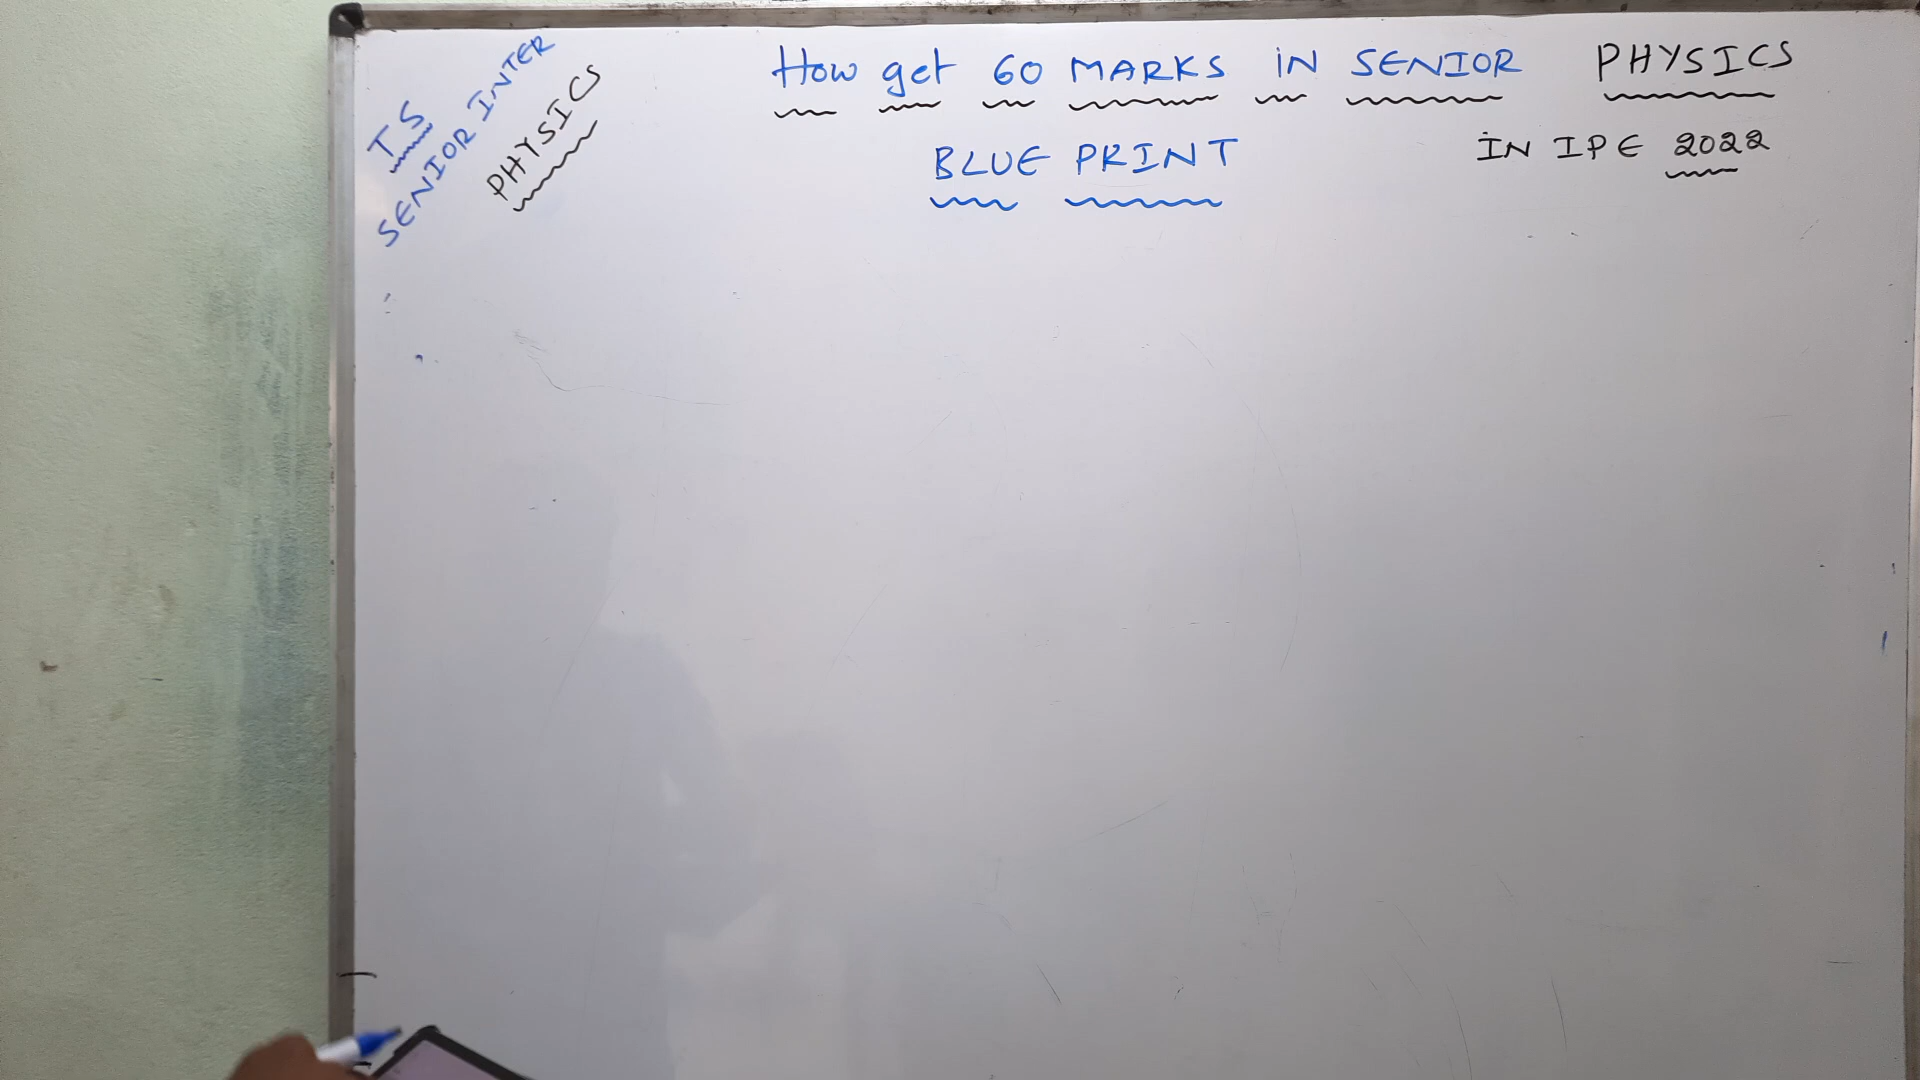 TS
SENIOR INTER
PHYSICS
How get 60 MARKS IN SENIOR PHYSICS
BLUE PRINT
IN IPE 2022